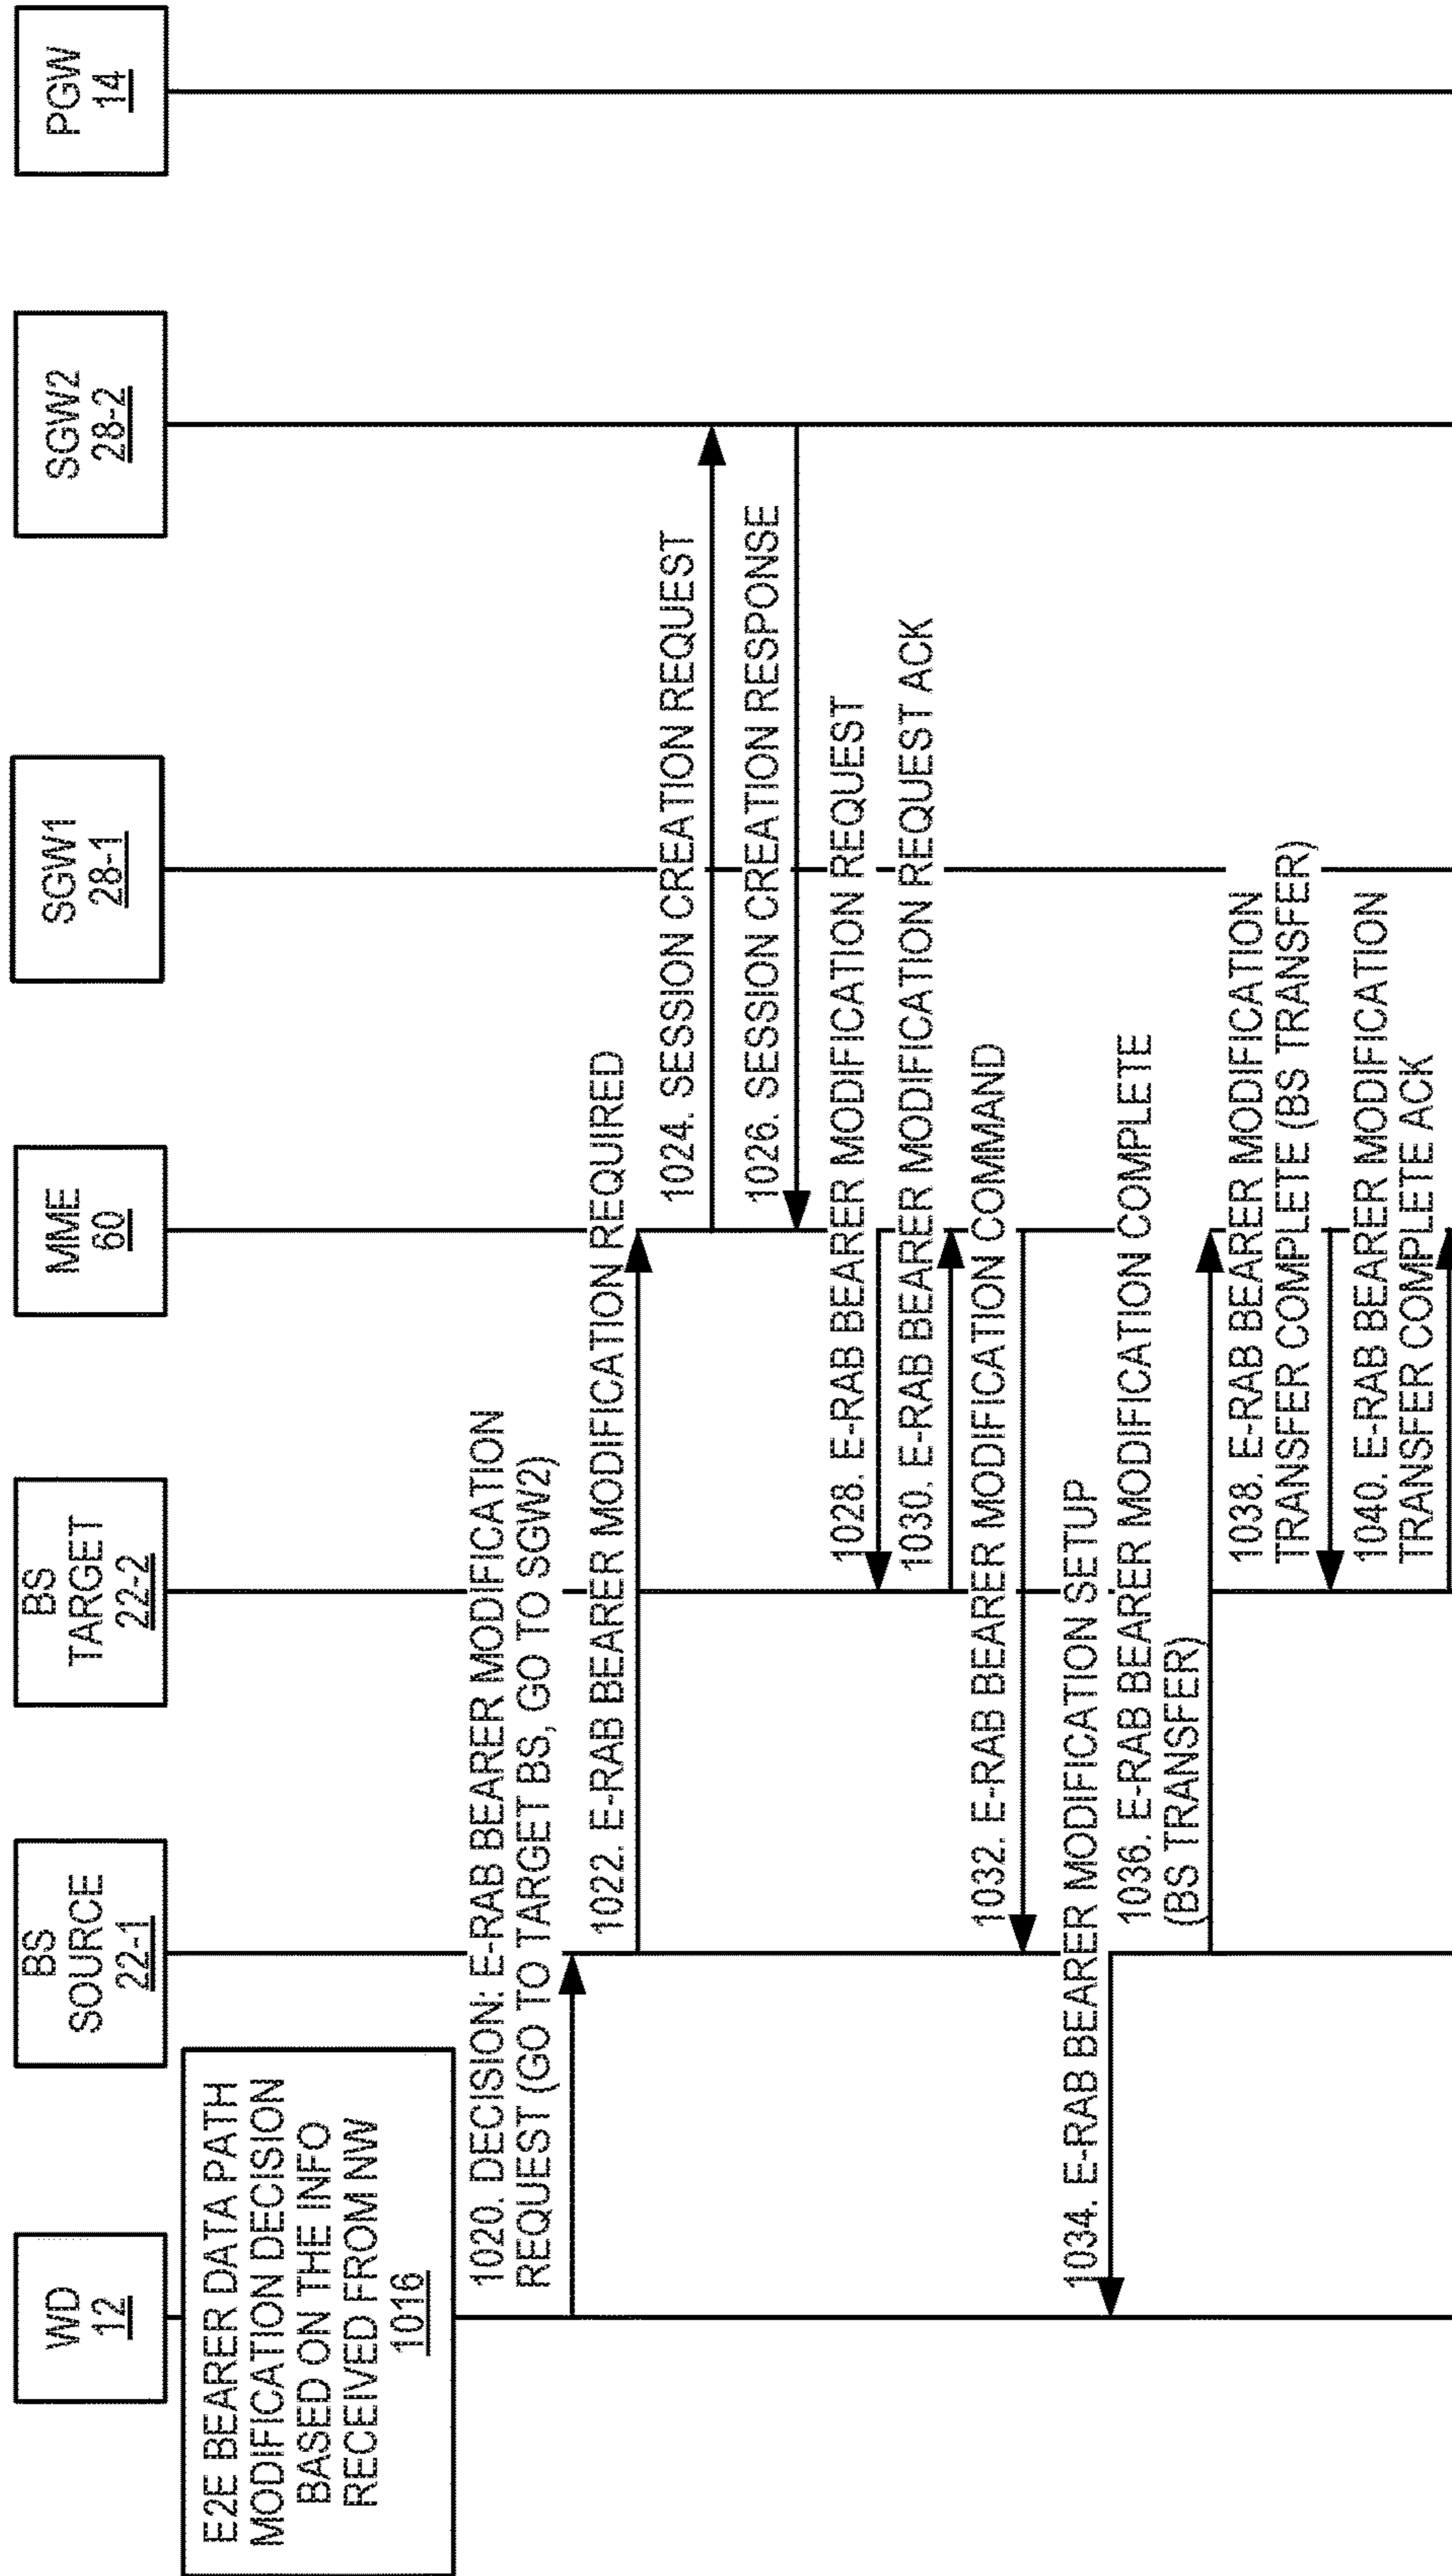 WD
12
BS
SOURCE
22-1
BS
TARGET
22-2
MME
60
SGW1
28-1
SGW2
28-2
PGW
14
E2E BEARER DATA PATH
MODIFICATION DECISION
BASED ON THE INFO
RECEIVED FROM NW
1016
1020. DECISION: E-RAB BEARER MODIFICATION
REQUEST (GO TO TARGET BS, GO TO SGW2)
1022. E-RAB BEARER MODIFICATION REQUIRED
1024. SESSION CREATION REQUEST
1026. SESSION CREATION RESPONSE
1028. E-RAB BEARER MODIFICATION REQUEST
1030. E-RAB BEARER MODIFICATION REQUEST ACK
1032. E-RAB BEARER MODIFICATION COMMAND
1034. E-RAB BEARER MODIFICATION SETUP
1036. E-RAB BEARER MODIFICATION COMPLETE
(BS TRANSFER)
1038. E-RAB BEARER MODIFICATION
TRANSFER COMPLETE (BS TRANSFER)
1040. E-RAB BEARER MODIFICATION
TRANSFER COMPLETE ACK